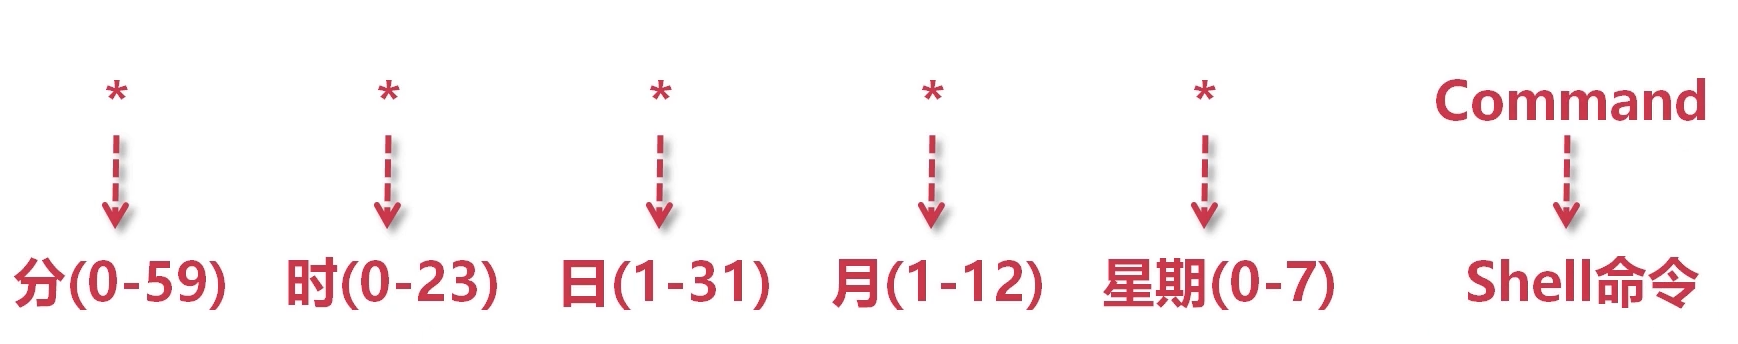 * * * * * Command
分(0-59) 时(0-23) 日(1-31) 月(1-12) 星期(0-7) Shell命令